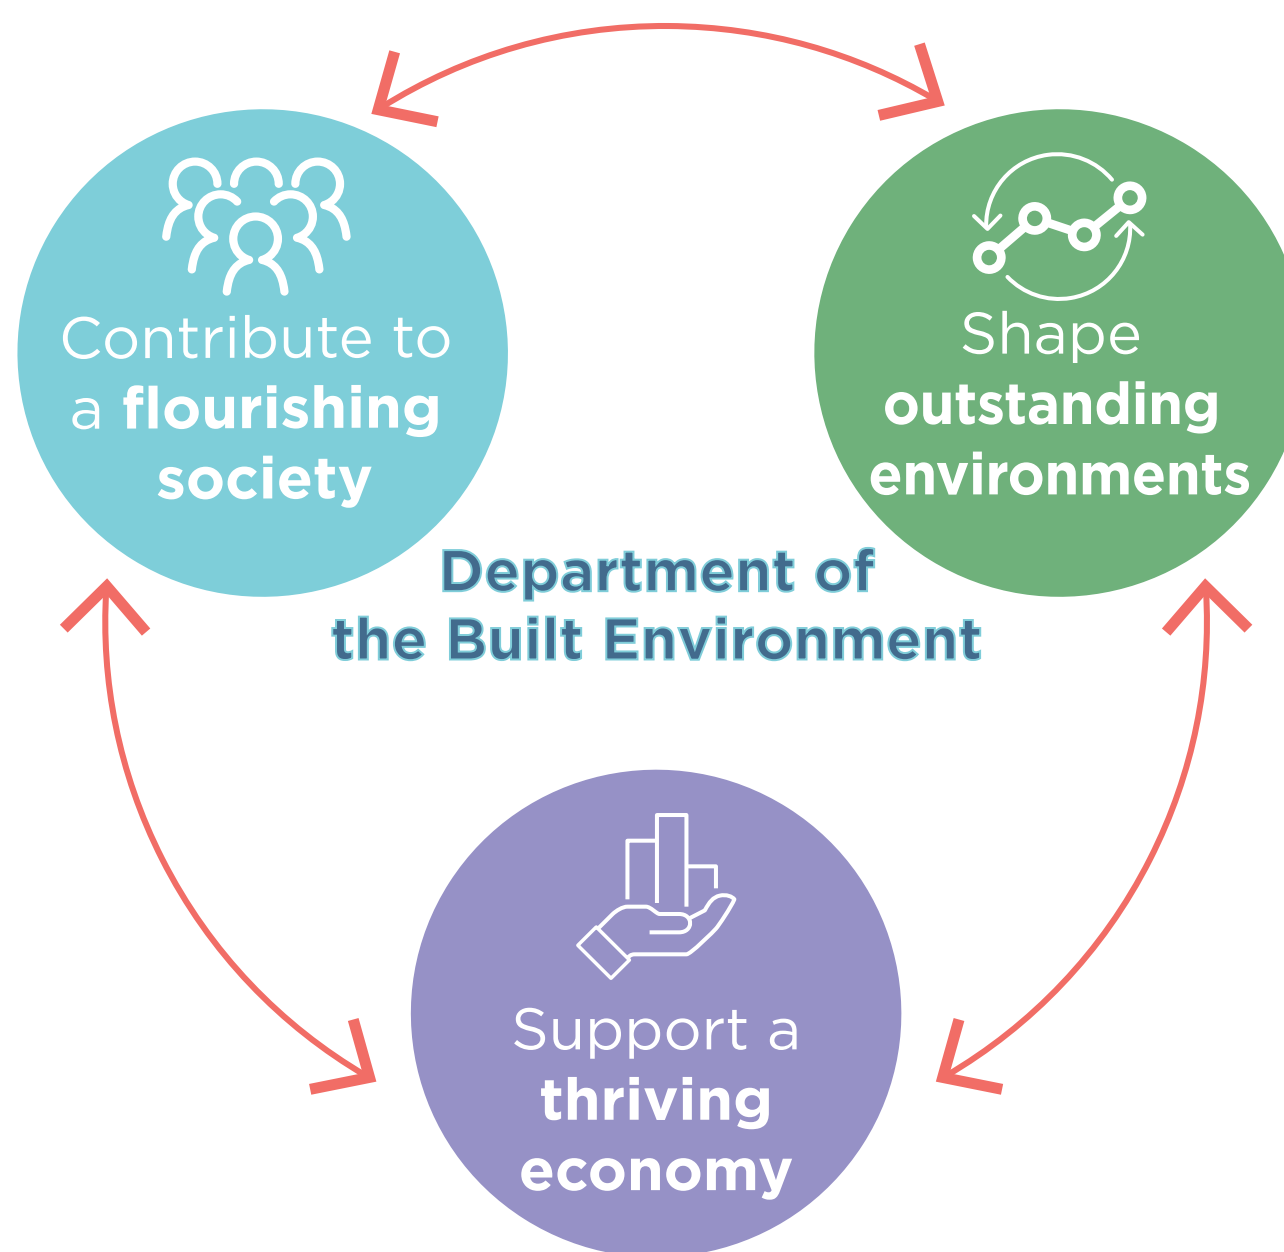 Contribute to
a flourishing
society
Shape
outstanding
environments
Department of
the Built Environment
Support a
thriving
economy